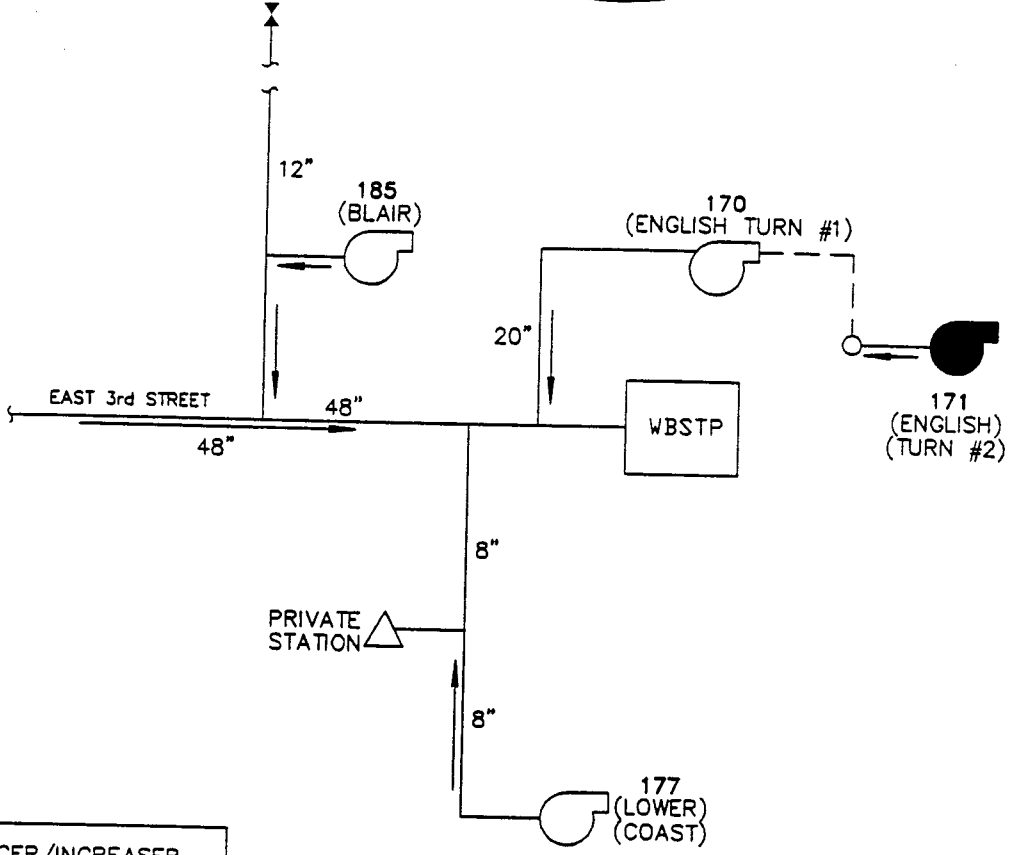 12"
185
(BLAIR)
170
(ENGLISH TURN #1)
20"
171
(ENGLISH)
(TURN #2)
EAST 3rd STREET
48"
48"
WBSTP
8"
PRIVATE
STATION
8"
177
(LOWER)
(COAST)
/INCREASER